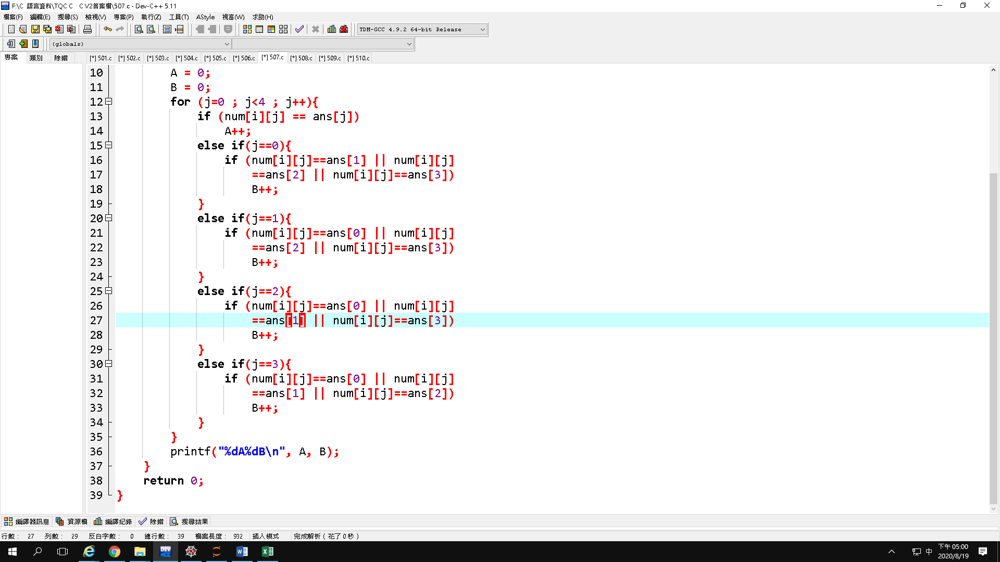 F:\C 語言資料\TQC C C V2答案檔\507.c - Dev-C++ 5.11
檔案(F) 編輯(E) 搜尋(S) 檢視(V) 專案(P) 執行(Z) 工具(T) AStyle 視窗(W) 求助(H)
TDM-GCC 4.9.2 64-bit Release
(globals)
專案 類別 除錯 [*] 501.c [*] 502.c [*] 503.c [*] 504.c [*] 505.c [*] 506.c [*] 507.c [*] 508.c [*] 509.c [*] 510.c
10 A = 0;
11 B = 0;
12 for (j=0 ; j<4 ; j++){
13 if (num[i][j] == ans[j])
14 A++;
15 else if(j==0){
16 if (num[i][j]==ans[1] || num[i][j]
17 ==ans[2] || num[i][j]==ans[3])
18 B++;
19 }
20 else if(j==1){
21 if (num[i][j]==ans[0] || num[i][j]
22 ==ans[2] || num[i][j]==ans[3])
23 B++;
24 }
25 else if(j==2){
26 if (num[i][j]==ans[0] || num[i][j]
27 ==ans[1] || num[i][j]==ans[3])
28 B++;
29 }
30 else if(j==3){
31 if (num[i][j]==ans[0] || num[i][j]
32 ==ans[1] || num[i][j]==ans[2])
33 B++;
34 }
35 }
36 printf("%dA%dB\n", A, B);
37 }
38 return 0;
39 }
編譯器訊息 資源檔 編譯紀錄 除錯 搜尋結果
行數: 27 列數: 29 反白字數: 0 總行數: 39 檔案長度: 932 插入模式 完成解析 ( 花了 0 秒 )
DEV
中
下午 05:00
2020/8/19